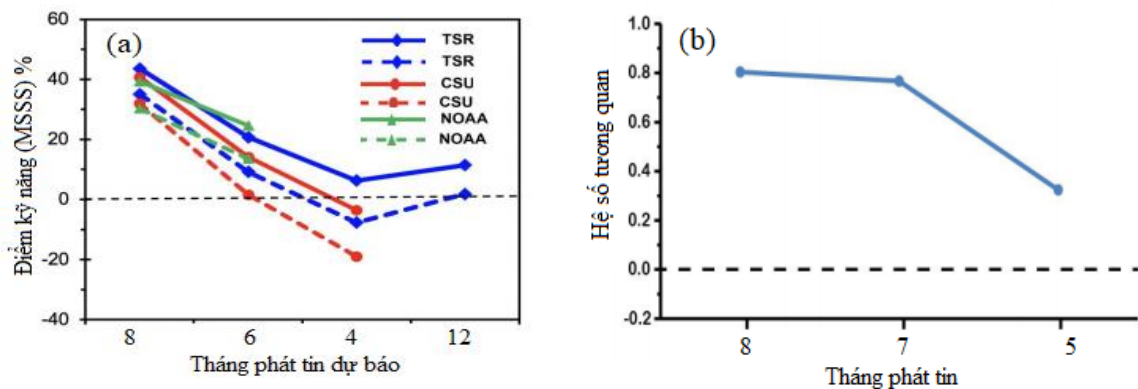 (a)
Điểm kỹ năng (MSSS) %
60
40
20
0
-20
-40
TSR
TSR
CSU
CSU
NOAA
NOAA
8 6 4 12
Tháng phát tin dự báo
(b)
Hệ số tương quan
1.0
0.8
0.6
0.4
0.2
0.0
-0.2
8 7 5
Tháng phát tin